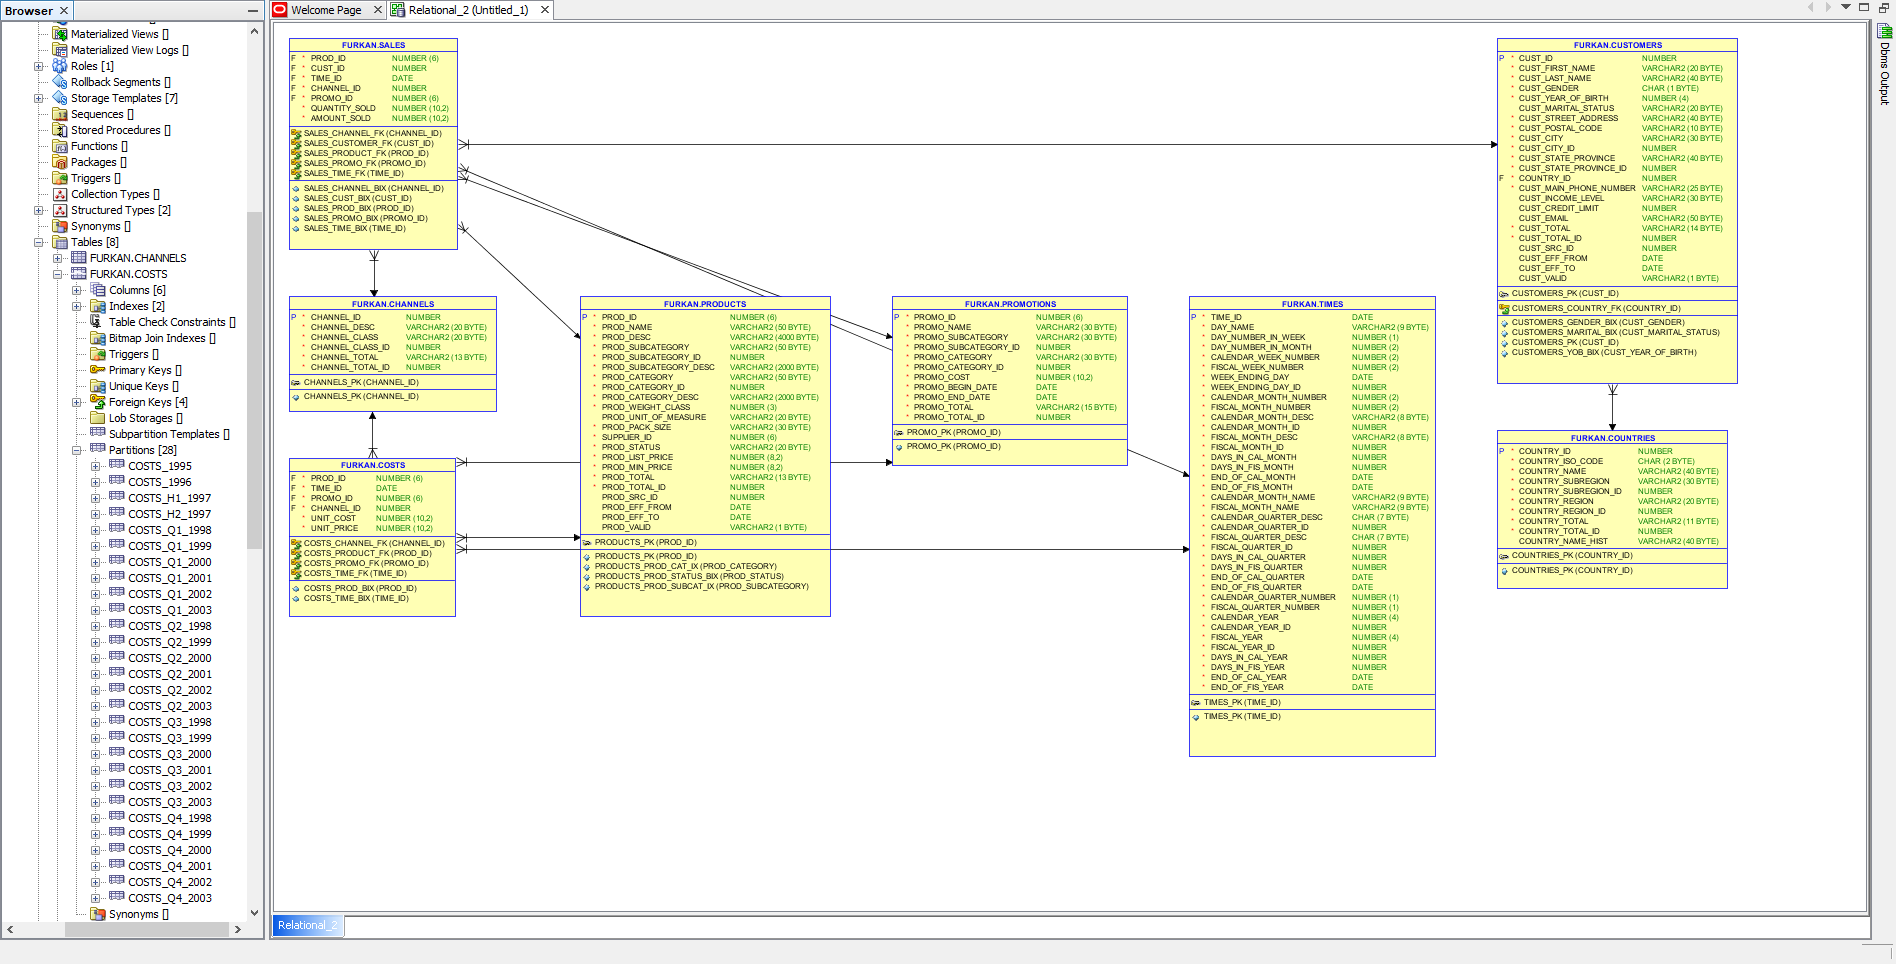 Browser
Materialized Views []
Materialized View Logs []
Roles [1]
Rollback Segments []
Storage Templates [7]
Sequences []
Stored Procedures []
Functions []
Packages []
Triggers []
Collection Types []
Structured Types [2]
Synonyms []
Tables [8]
FURKAN.CHANNELS
FURKAN.COSTS
Columns [6]
Indexes [2]
Table Check Constraints []
Bitmap Join Indexes []
Triggers []
Primary Keys []
Unique Keys []
Foreign Keys [4]
Lob Storages []
Subpartition Templates []
Partitions [28]
COSTS_1995
COSTS_1996
COSTS_H1_1997
COSTS_H2_1997
COSTS_Q1_1998
COSTS_Q1_1999
COSTS_Q1_2000
COSTS_Q1_2001
COSTS_Q1_2002
COSTS_Q1_2003
COSTS_Q2_1998
COSTS_Q2_1999
COSTS_Q2_2000
COSTS_Q2_2001
COSTS_Q2_2002
COSTS_Q2_2003
COSTS_Q3_1998
COSTS_Q3_1999
COSTS_Q3_2000
COSTS_Q3_2001
COSTS_Q3_2002
COSTS_Q3_2003
COSTS_Q4_1998
COSTS_Q4_1999
COSTS_Q4_2000
COSTS_Q4_2001
COSTS_Q4_2002
COSTS_Q4_2003
Synonyms []
Welcome Page
Relational_2 (Untitled_1)
FURKAN.SALES
F * PROD_ID NUMBER (6)
F * CUST_ID NUMBER
F * TIME_ID DATE
F * CHANNEL_ID NUMBER
F * PROMO_ID NUMBER (6)
* QUANTITY_SOLD NUMBER (10,2)
* AMOUNT_SOLD NUMBER (10,2)
SALES_CHANNEL_FK (CHANNEL_ID)
SALES_CUSTOMER_FK (CUST_ID)
SALES_PRODUCT_FK (PROD_ID)
SALES_PROMO_FK (PROMO_ID)
SALES_TIME_FK (TIME_ID)
SALES_CHANNEL_BIX (CHANNEL_ID)
SALES_CUST_BIX (CUST_ID)
SALES_PROD_BIX (PROD_ID)
SALES_PROMO_BIX (PROMO_ID)
SALES_TIME_BIX (TIME_ID)
FURKAN.CHANNELS
P * CHANNEL_ID NUMBER
* CHANNEL_DESC VARCHAR2 (20 BYTE)
* CHANNEL_CLASS VARCHAR2 (20 BYTE)
* CHANNEL_CLASS_ID NUMBER
* CHANNEL_TOTAL VARCHAR2 (13 BYTE)
* CHANNEL_TOTAL_ID NUMBER
CHANNELS_PK (CHANNEL_ID)
CHANNELS_PK (CHANNEL_ID)
FURKAN.COSTS
F * PROD_ID NUMBER (6)
F * TIME_ID DATE
F * PROMO_ID NUMBER (6)
F * CHANNEL_ID NUMBER
* UNIT_COST NUMBER (10,2)
* UNIT_PRICE NUMBER (10,2)
COSTS_CHANNEL_FK (CHANNEL_ID)
COSTS_PRODUCT_FK (PROD_ID)
COSTS_PROMO_FK (PROMO_ID)
COSTS_TIME_FK (TIME_ID)
COSTS_PROD_BIX (PROD_ID)
COSTS_TIME_BIX (TIME_ID)
FURKAN.PRODUCTS
P * PROD_ID NUMBER (6)
* PROD_NAME VARCHAR2 (50 BYTE)
* PROD_DESC VARCHAR2 (4000 BYTE)
* PROD_SUBCATEGORY VARCHAR2 (50 BYTE)
* PROD_SUBCATEGORY_ID NUMBER
* PROD_SUBCATEGORY_DESC VARCHAR2 (2000 BYTE)
* PROD_CATEGORY VARCHAR2 (50 BYTE)
* PROD_CATEGORY_ID NUMBER
* PROD_CATEGORY_DESC VARCHAR2 (2000 BYTE)
* PROD_WEIGHT_CLASS NUMBER (3)
PROD_UNIT_OF_MEASURE VARCHAR2 (20 BYTE)
* PROD_PACK_SIZE VARCHAR2 (30 BYTE)
* SUPPLIER_ID NUMBER (6)
* PROD_STATUS VARCHAR2 (20 BYTE)
* PROD_LIST_PRICE NUMBER (8,2)
* PROD_MIN_PRICE NUMBER (8,2)
* PROD_TOTAL VARCHAR2 (13 BYTE)
* PROD_TOTAL_ID NUMBER
PROD_SRC_ID NUMBER
PROD_EFF_FROM DATE
PROD_EFF_TO DATE
PROD_VALID VARCHAR2 (1 BYTE)
PRODUCTS_PK (PROD_ID)
PRODUCTS_PK (PROD_ID)
PRODUCTS_PROD_CAT_IX (PROD_CATEGORY)
PRODUCTS_PROD_STATUS_BIX (PROD_STATUS)
PRODUCTS_PROD_SUBCAT_IX (PROD_SUBCATEGORY)
FURKAN.PROMOTIONS
P * PROMO_ID NUMBER (6)
* PROMO_NAME VARCHAR2 (30 BYTE)
* PROMO_SUBCATEGORY VARCHAR2 (30 BYTE)
* PROMO_SUBCATEGORY_ID NUMBER
* PROMO_CATEGORY VARCHAR2 (30 BYTE)
* PROMO_CATEGORY_ID NUMBER
* PROMO_COST NUMBER (10,2)
* PROMO_BEGIN_DATE DATE
* PROMO_END_DATE DATE
* PROMO_TOTAL VARCHAR2 (15 BYTE)
* PROMO_TOTAL_ID NUMBER
PROMO_PK (PROMO_ID)
PROMO_PK (PROMO_ID)
FURKAN.TIMES
P * TIME_ID DATE
* DAY_NAME VARCHAR2 (9 BYTE)
* DAY_NUMBER_IN_WEEK NUMBER (1)
* DAY_NUMBER_IN_MONTH NUMBER (2)
* CALENDAR_WEEK_NUMBER NUMBER (2)
* FISCAL_WEEK_NUMBER NUMBER (2)
* WEEK_ENDING_DAY DATE
* WEEK_ENDING_DAY_ID NUMBER
* CALENDAR_MONTH_NUMBER NUMBER (2)
* FISCAL_MONTH_NUMBER NUMBER (2)
* CALENDAR_MONTH_DESC VARCHAR2 (8 BYTE)
* CALENDAR_MONTH_ID NUMBER
* FISCAL_MONTH_DESC VARCHAR2 (8 BYTE)
* FISCAL_MONTH_ID NUMBER
* DAYS_IN_CAL_MONTH NUMBER
* DAYS_IN_FIS_MONTH NUMBER
* END_OF_CAL_MONTH DATE
* END_OF_FIS_MONTH DATE
* CALENDAR_MONTH_NAME VARCHAR2 (9 BYTE)
* FISCAL_MONTH_NAME VARCHAR2 (9 BYTE)
* CALENDAR_QUARTER_DESC CHAR (7 BYTE)
* CALENDAR_QUARTER_ID NUMBER
* FISCAL_QUARTER_DESC CHAR (7 BYTE)
* FISCAL_QUARTER_ID NUMBER
* DAYS_IN_CAL_QUARTER NUMBER
* DAYS_IN_FIS_QUARTER NUMBER
* END_OF_CAL_QUARTER DATE
* END_OF_FIS_QUARTER DATE
* CALENDAR_QUARTER_NUMBER NUMBER (1)
* FISCAL_QUARTER_NUMBER NUMBER (1)
* CALENDAR_YEAR NUMBER (4)
* CALENDAR_YEAR_ID NUMBER
* FISCAL_YEAR NUMBER (4)
* FISCAL_YEAR_ID NUMBER
* DAYS_IN_CAL_YEAR NUMBER
* DAYS_IN_FIS_YEAR NUMBER
* END_OF_CAL_YEAR DATE
* END_OF_FIS_YEAR DATE
TIMES_PK (TIME_ID)
TIMES_PK (TIME_ID)
FURKAN.CUSTOMERS
P * CUST_ID NUMBER
* CUST_FIRST_NAME VARCHAR2 (20 BYTE)
* CUST_LAST_NAME VARCHAR2 (40 BYTE)
* CUST_GENDER CHAR (1 BYTE)
* CUST_YEAR_OF_BIRTH NUMBER (4)
CUST_MARITAL_STATUS VARCHAR2 (20 BYTE)
* CUST_STREET_ADDRESS VARCHAR2 (40 BYTE)
* CUST_POSTAL_CODE VARCHAR2 (10 BYTE)
* CUST_CITY VARCHAR2 (30 BYTE)
* CUST_CITY_ID NUMBER
* CUST_STATE_PROVINCE VARCHAR2 (40 BYTE)
* CUST_STATE_PROVINCE_ID NUMBER
F * COUNTRY_ID NUMBER
* CUST_MAIN_PHONE_NUMBER VARCHAR2 (25 BYTE)
CUST_INCOME_LEVEL VARCHAR2 (30 BYTE)
CUST_CREDIT_LIMIT NUMBER
CUST_EMAIL VARCHAR2 (50 BYTE)
* CUST_TOTAL VARCHAR2 (14 BYTE)
* CUST_TOTAL_ID NUMBER
CUST_SRC_ID NUMBER
CUST_EFF_FROM DATE
CUST_EFF_TO DATE
CUST_VALID VARCHAR2 (1 BYTE)
CUSTOMERS_PK (CUST_ID)
CUSTOMERS_COUNTRY_FK (COUNTRY_ID)
CUSTOMERS_GENDER_BIX (CUST_GENDER)
CUSTOMERS_MARITAL_BIX (CUST_MARITAL_STATUS)
CUSTOMERS_PK (CUST_ID)
CUSTOMERS_YOB_BIX (CUST_YEAR_OF_BIRTH)
FURKAN.COUNTRIES
P * COUNTRY_ID NUMBER
* COUNTRY_ISO_CODE CHAR (2 BYTE)
* COUNTRY_NAME VARCHAR2 (40 BYTE)
* COUNTRY_SUBREGION VARCHAR2 (30 BYTE)
* COUNTRY_SUBREGION_ID NUMBER
* COUNTRY_REGION VARCHAR2 (20 BYTE)
* COUNTRY_REGION_ID NUMBER
* COUNTRY_TOTAL VARCHAR2 (11 BYTE)
* COUNTRY_TOTAL_ID NUMBER
COUNTRY_NAME_HIST VARCHAR2 (40 BYTE)
COUNTRIES_PK (COUNTRY_ID)
COUNTRIES_PK (COUNTRY_ID)
Relational_2
Dbms Output